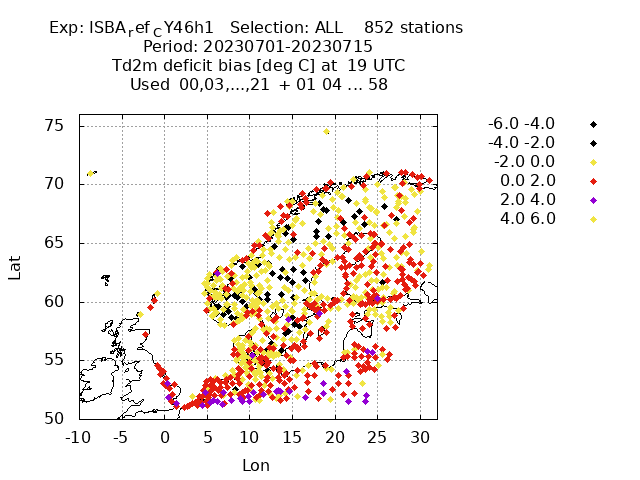 Exp: ISBA_ref_CY46h1 Selection: ALL 852 stations
Period: 20230701-20230715
Td2m deficit bias [deg C] at 19 UTC
Used 00,03,...,21 + 01 04 ... 58
-6.0 -4.0
-4.0 -2.0
-2.0 0.0
0.0 2.0
2.0 4.0
4.0 6.0
75
70
65
60
55
50
Lat
-10 -5 0 5 10 15 20 25 30
Lon